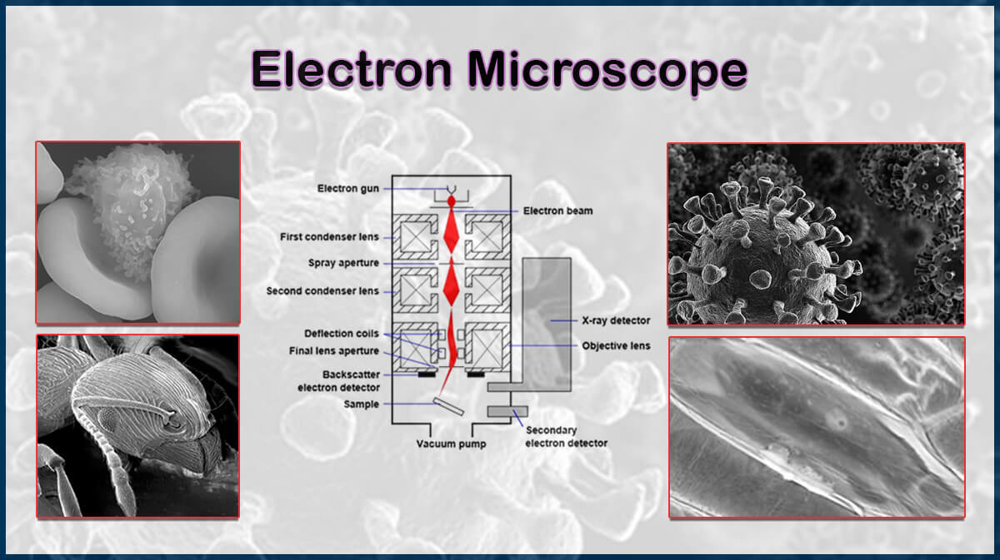 Electron Microscope
Electron gun
Electron beam
First condenser lens
Spray aperture
Second condenser lens
X-ray detector
Deflection coils
Objective lens
Final lens aperture
Backscatter
electron detector
Sample
Secondary
electron detector
Vacuum pump